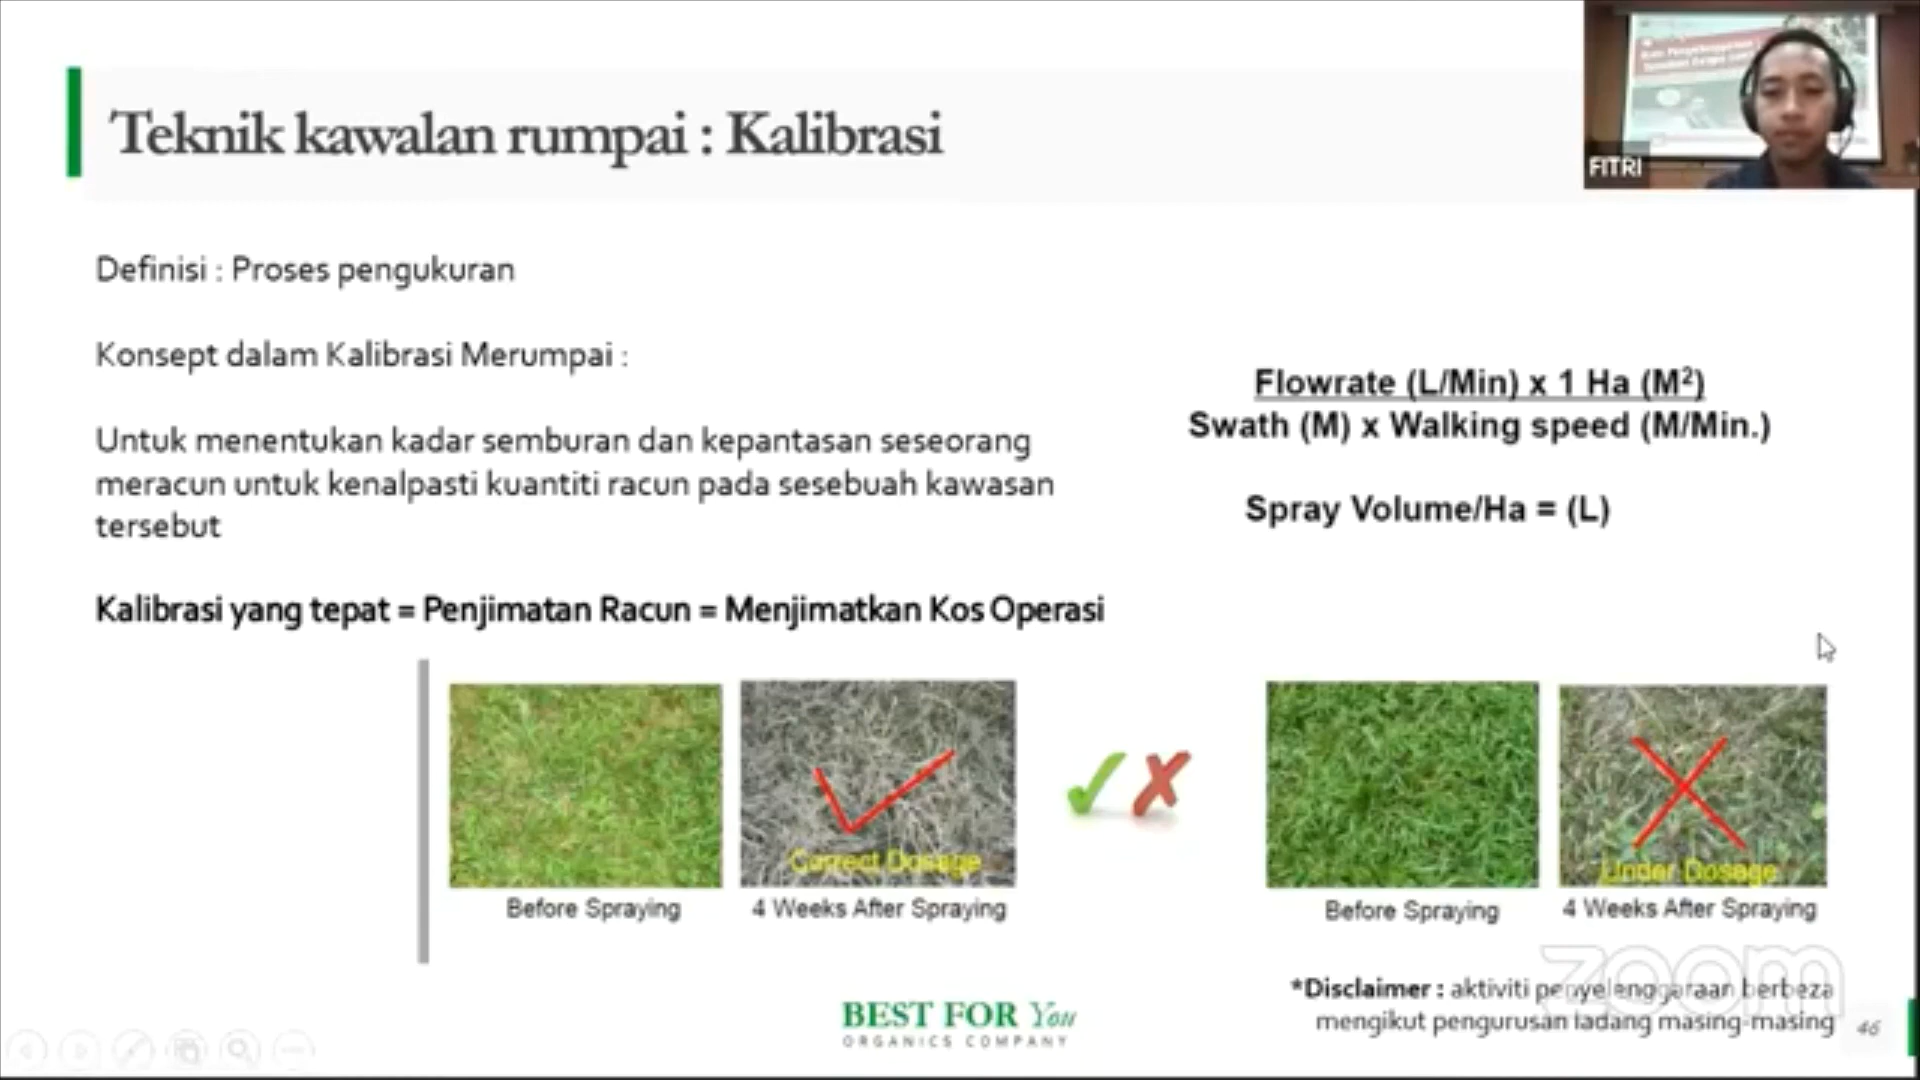 Teknik kawalan rumpai : Kalibrasi
FITRI
Definisi : Proses pengukuran
Konsept dalam Kalibrasi Merumpai :
Untuk menentukan kadar semburan dan kepantasan seseorang
meracun untuk kenalpasti kuantiti racun pada sesebuah kawasan
tersebut
Kalibrasi yang tepat = Penjimatan Racun = Menjimatkan Kos Operasi
Flowrate (L/Min) x 1 Ha (M²)
Swath (M) x Walking speed (M/Min.)
Spray Volume/Ha = (L)
Correct Dosage
Under Dosage
Before Spraying
4 Weeks After Spraying
Before Spraying
4 Weeks After Spraying
zoom
*Disclaimer : aktiviti penyelenggaraan berbeza
mengikut pengurusan ladang masing-masing
BEST FOR You
ORGANICS COMPANY
46